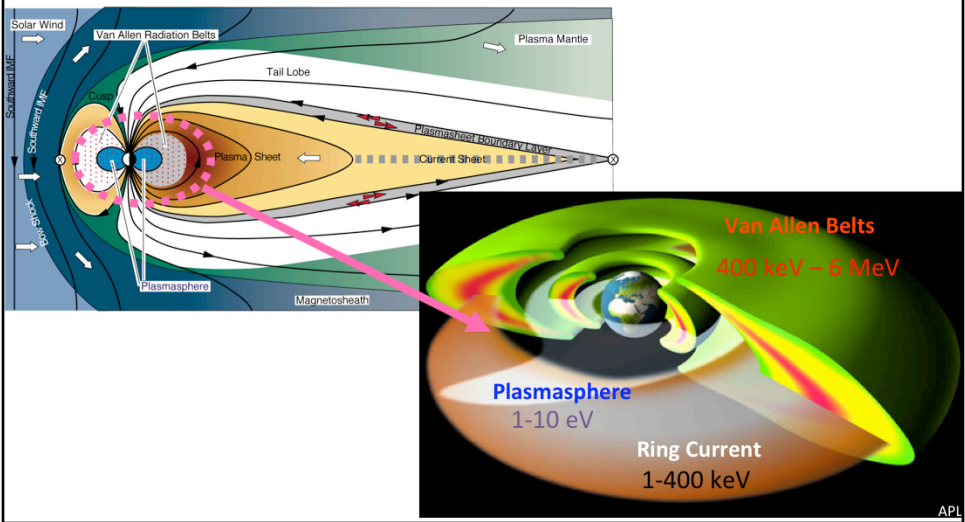 Solar Wind
Van Allen Radiation Belts
Plasma Mantle
Southward IMF
Southward IMF
Tail Lobe
Cusp
Plasmasheet Boundary Layer
Plasma Sheet
Current Sheet
Bow Shock
Plasmasphere
Magnetosheath
Van Allen Belts
400 keV – 6 MeV
Plasmasphere
1-10 eV
Ring Current
1-400 keV
APL